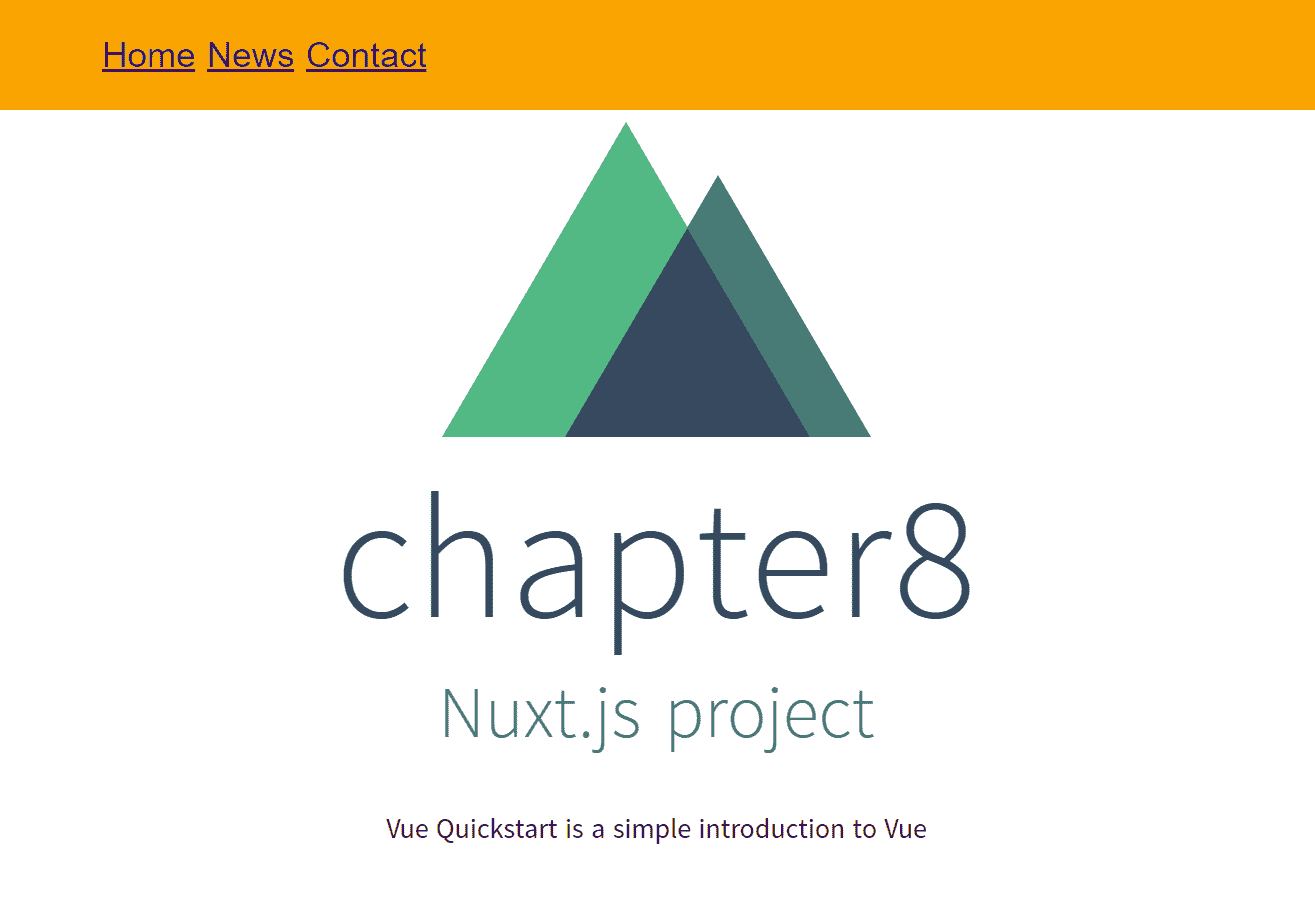 Home News Contact
chapter8
Nuxt.js project
Vue Quickstart is a simple introduction to Vue